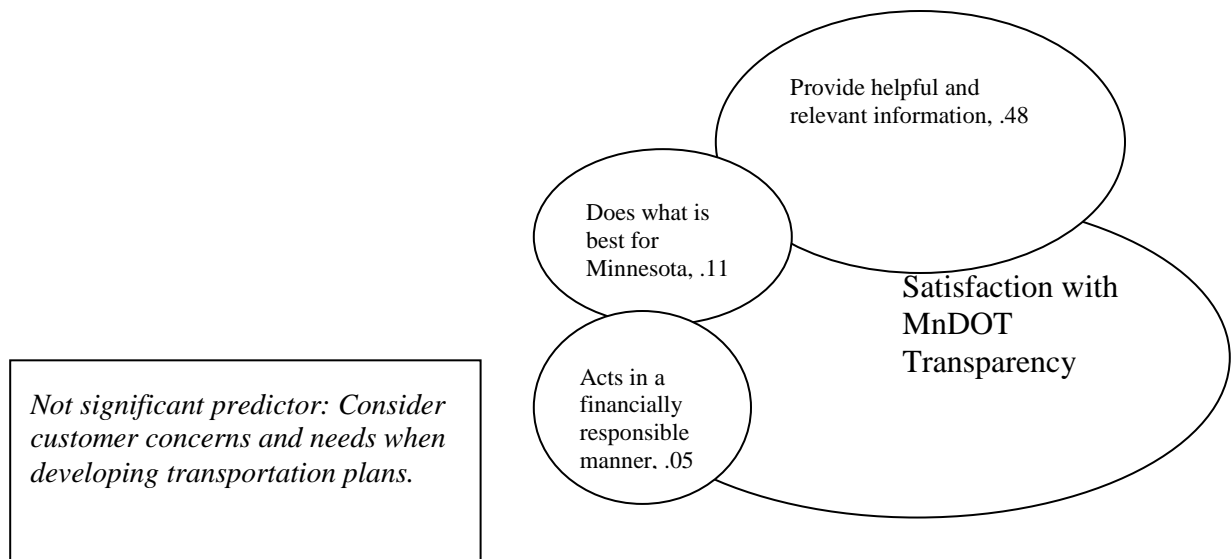 Provide helpful and
relevant information, .48
Does what is
best for
Minnesota, .11
Satisfaction with
MnDOT
Transparency
Acts in a
financially
responsible
manner, .05
Not significant predictor: Consider
customer concerns and needs when
developing transportation plans.